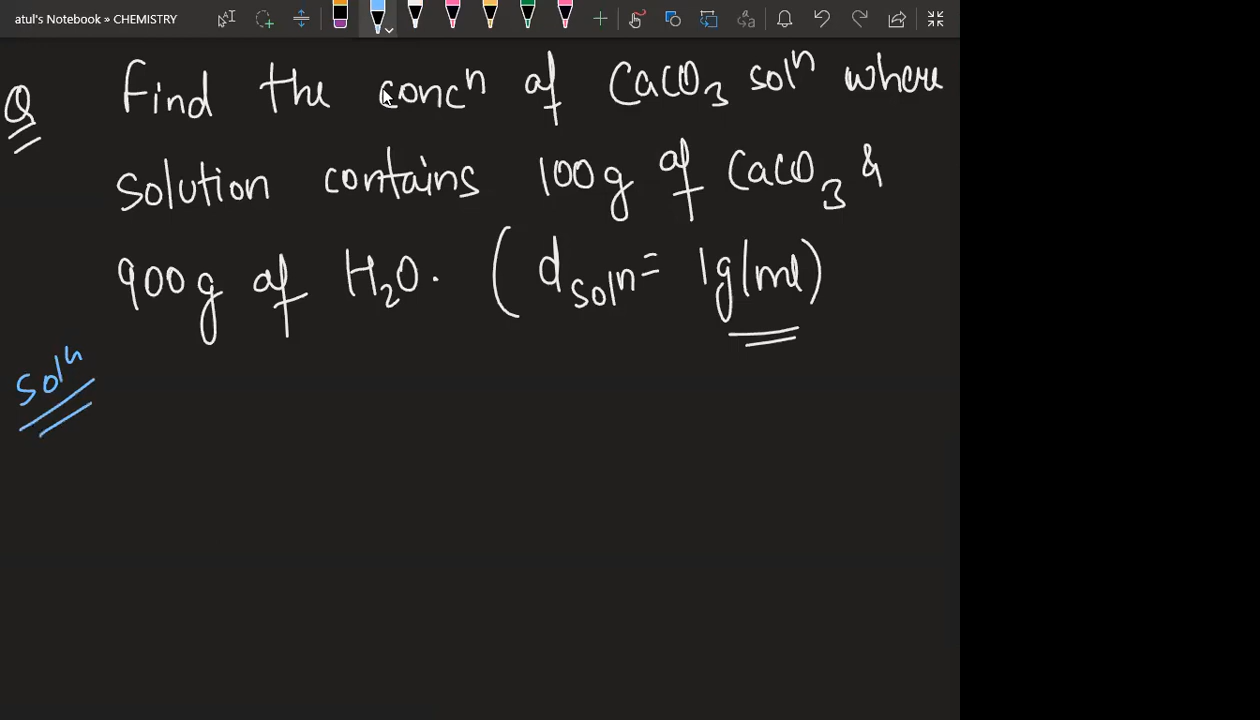 atul's Notebook » CHEMISTRY
Q Find the concⁿ of CaCO₃ solⁿ where
solution contains 100g of CaCO₃ &
900g of H₂O. (d solⁿ = 1g/ml)
Solⁿ